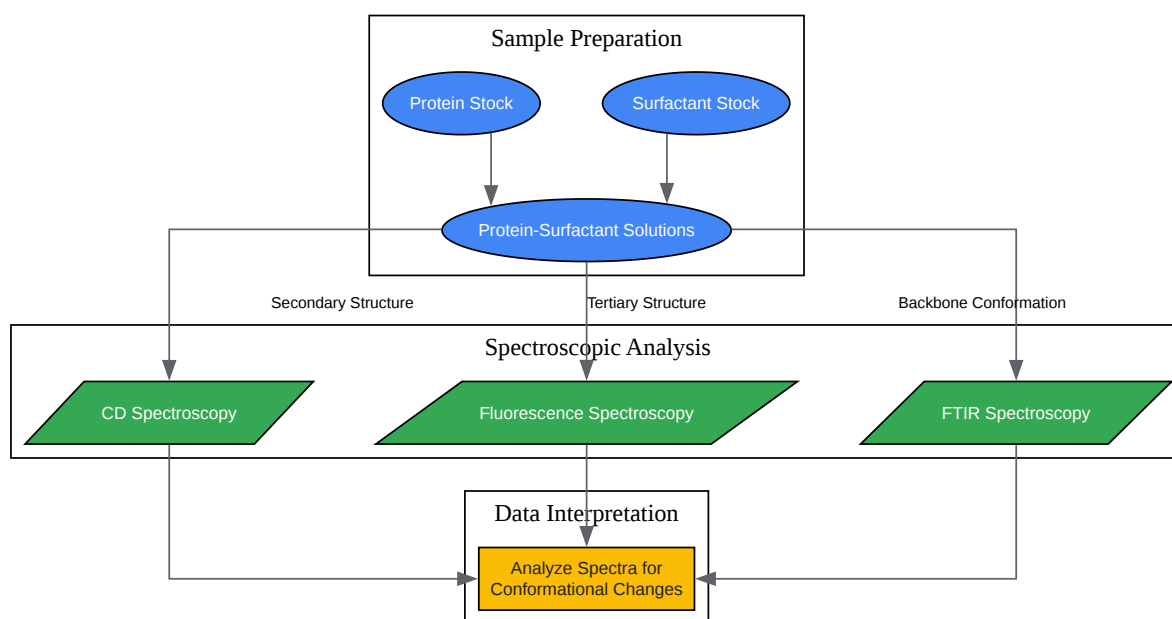 Sample Preparation
Protein Stock
Surfactant Stock
Protein-Surfactant Solutions
Secondary Structure
Tertiary Structure
Backbone Conformation
Spectroscopic Analysis
CD Spectroscopy
Fluorescence Spectroscopy
FTIR Spectroscopy
Data Interpretation
Analyze Spectra for
Conformational Changes